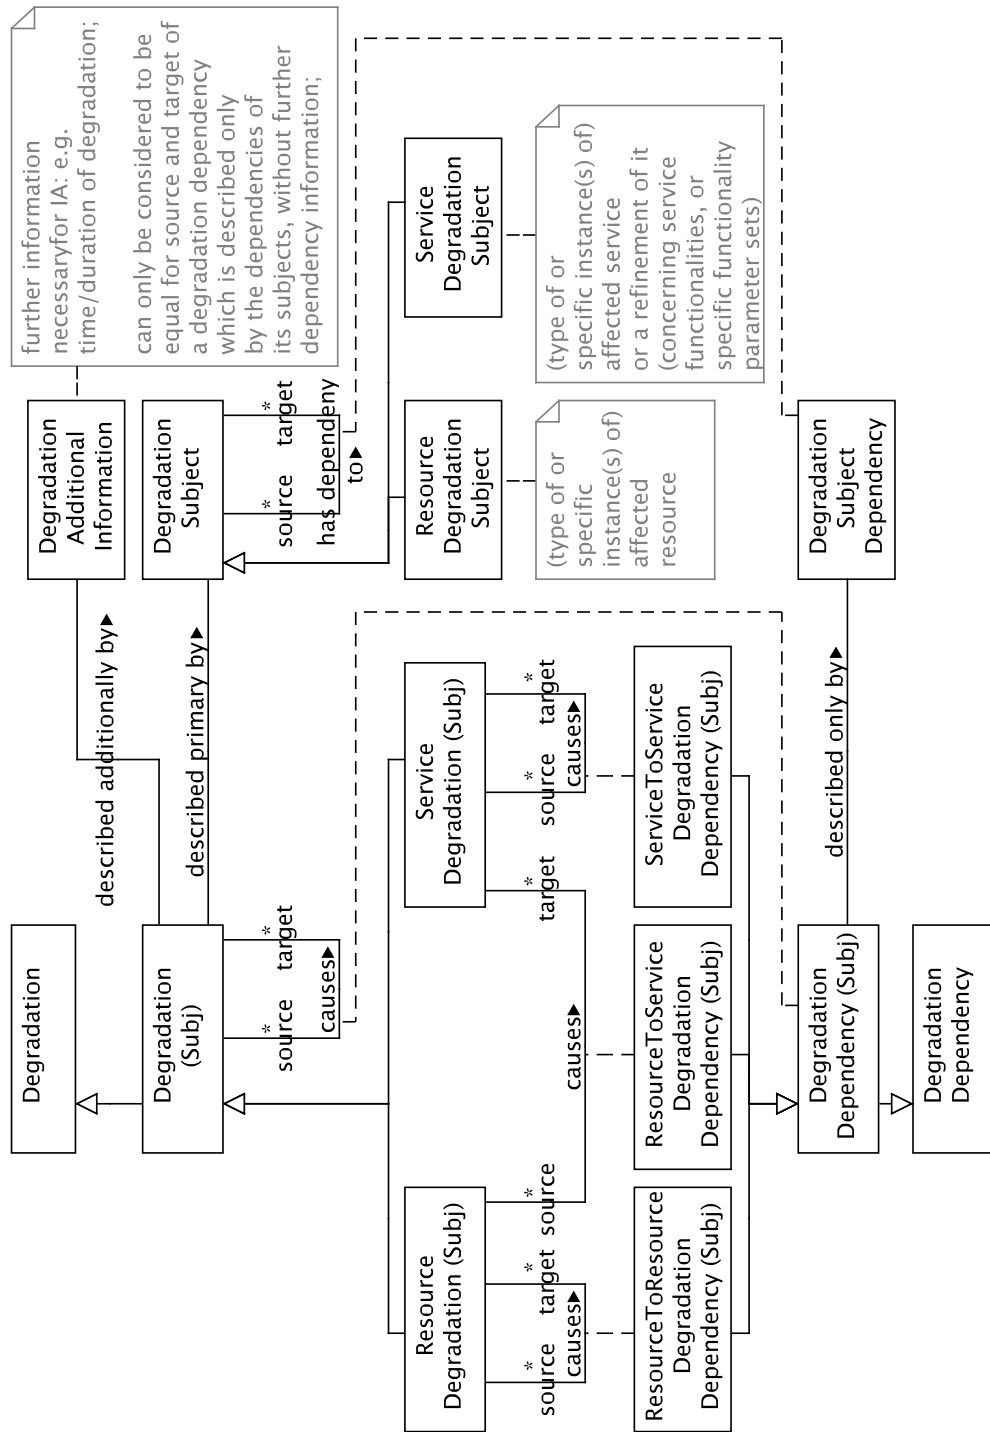 Degradation
Degradation
(Subj)
described additionally by▶
described primary by▶
Degradation
Additional
Information
Degradation
Subject
further information
necessaryfor IA: e.g.
time/duration of degradation;
can only be considered to be
equal for source and target of
a degradation dependency
which is described only
by the dependencies of
its subjects, without further
dependency information;
*
source
*
target
causes▶
*
source
*
target
has dependeny
to▶
Resource
Degradation (Subj)
Service
Degradation (Subj)
Resource
Degradation
Subject
Service
Degradation
Subject
*
source
*
target
causes▶
*
source
causes▶
*
target
*
source
*
target
causes▶
(type of or
specific
instance(s) of)
affected
resource
(type of or
specific instance(s) of)
affected service
or a refinement of it
(concerning service
functionalities, or
specific functionality
parameter sets)
ResourceToResource
Degradation
Dependency (Subj)
ResourceToService
Degradation
Dependency (Subj)
ServiceToService
Degradation
Dependency (Subj)
Degradation
Dependency (Subj)
described only by▶
Degradation
Subject
Dependency
Degradation
Dependency